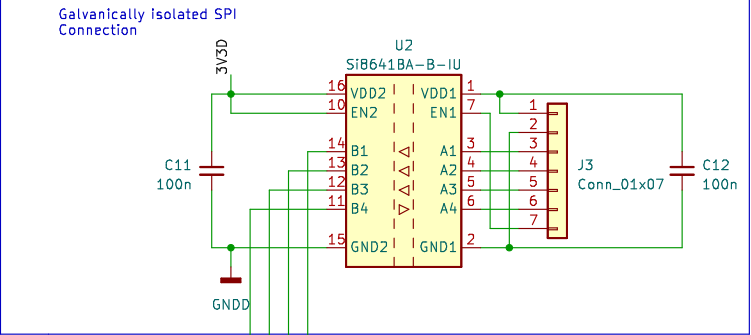 Galvanically isolated SPI
Connection
3V3D
U2
Si8641BA-B-IU
16 VDD2 VDD1 1
10 EN2 EN1 7
14 B1 A1 3
13 B2 A2 4
12 B3 A3 5
11 B4 A4 6
15 GND2 GND1 2
C11
100n
GNDD
1
2
3
4
5
6
7
J3
Conn_01x07
C12
100n